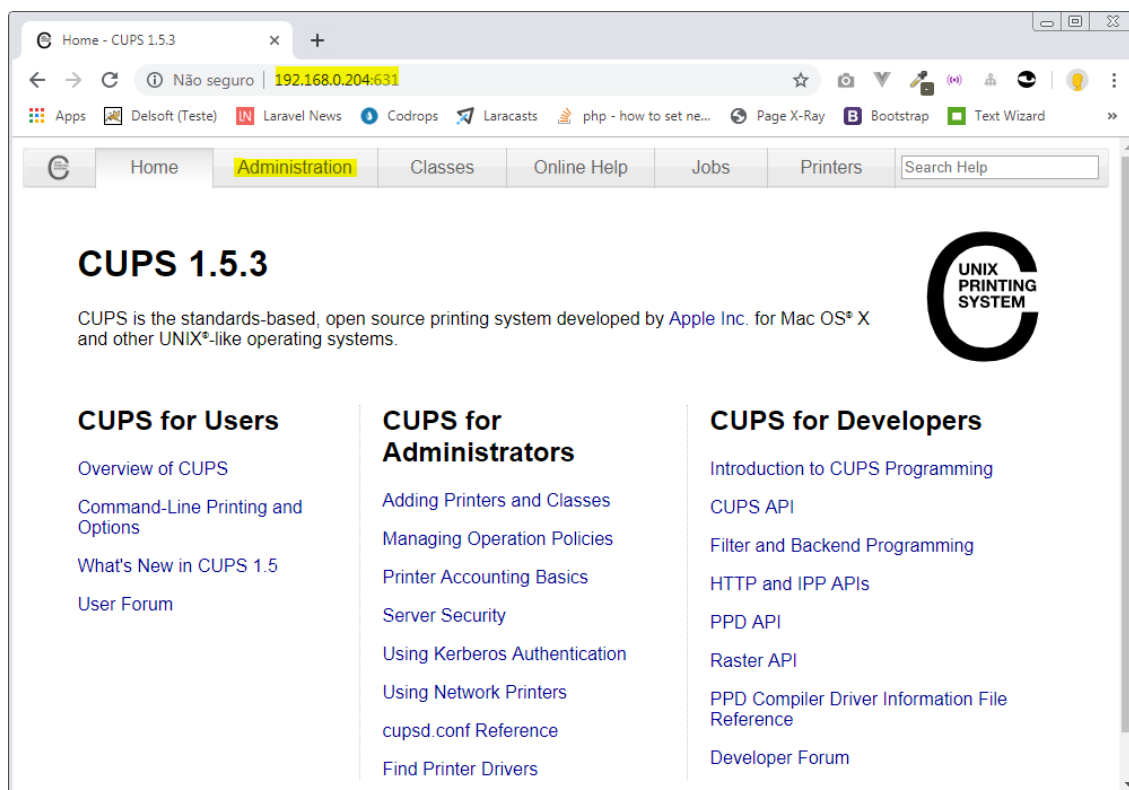 Home - CUPS 1.5.3
Não seguro | 192.168.0.204:631
Apps Delsoft (Teste) LN Laravel News Codrops Laracasts php - how to set ne... Page X-Ray B Bootstrap Text Wizard »
Home Administration Classes Online Help Jobs Printers Search Help
CUPS 1.5.3
UNIX
PRINTING
SYSTEM
CUPS is the standards-based, open source printing system developed by Apple Inc. for Mac OS® X
and other UNIX®-like operating systems.
CUPS for Users
Overview of CUPS
Command-Line Printing and
Options
What's New in CUPS 1.5
User Forum
CUPS for
Administrators
Adding Printers and Classes
Managing Operation Policies
Printer Accounting Basics
Server Security
Using Kerberos Authentication
Using Network Printers
cupsd.conf Reference
Find Printer Drivers
CUPS for Developers
Introduction to CUPS Programming
CUPS API
Filter and Backend Programming
HTTP and IPP APIs
PPD API
Raster API
PPD Compiler Driver Information File
Reference
Developer Forum